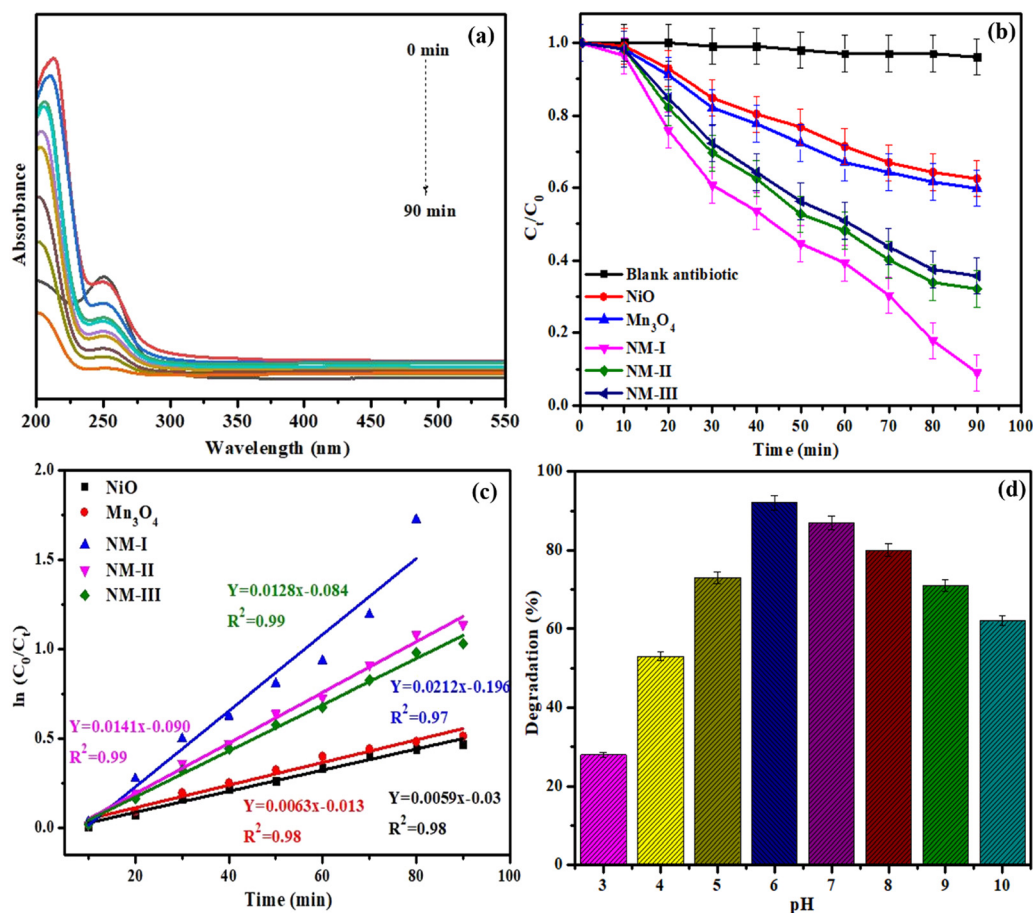 (a)
0 min
90 min
Absorbance
200 250 300 350 400 450 500 550
Wavelength (nm)
(b)
C_t/C_0
1.0
0.8
0.6
0.4
0.2
0.0
Blank antibiotic
NiO
Mn₃O₄
NM-I
NM-II
NM-III
0 10 20 30 40 50 60 70 80 90 100
Time (min)
(c)
ln (C₀/C_t)
2.0
1.5
1.0
0.5
0.0
NiO
Mn₃O₄
NM-I
NM-II
NM-III
Y=0.0128x-0.084
R²=0.99
Y=0.0212x-0.196
R²=0.97
Y=0.0141x-0.090
R²=0.99
Y=0.0063x-0.013
R²=0.98
Y=0.0059x-0.03
R²=0.98
20 40 60 80 100
Time (min)
(d)
Degradation (%)
100
80
60
40
20
0
3 4 5 6 7 8 9 10
pH